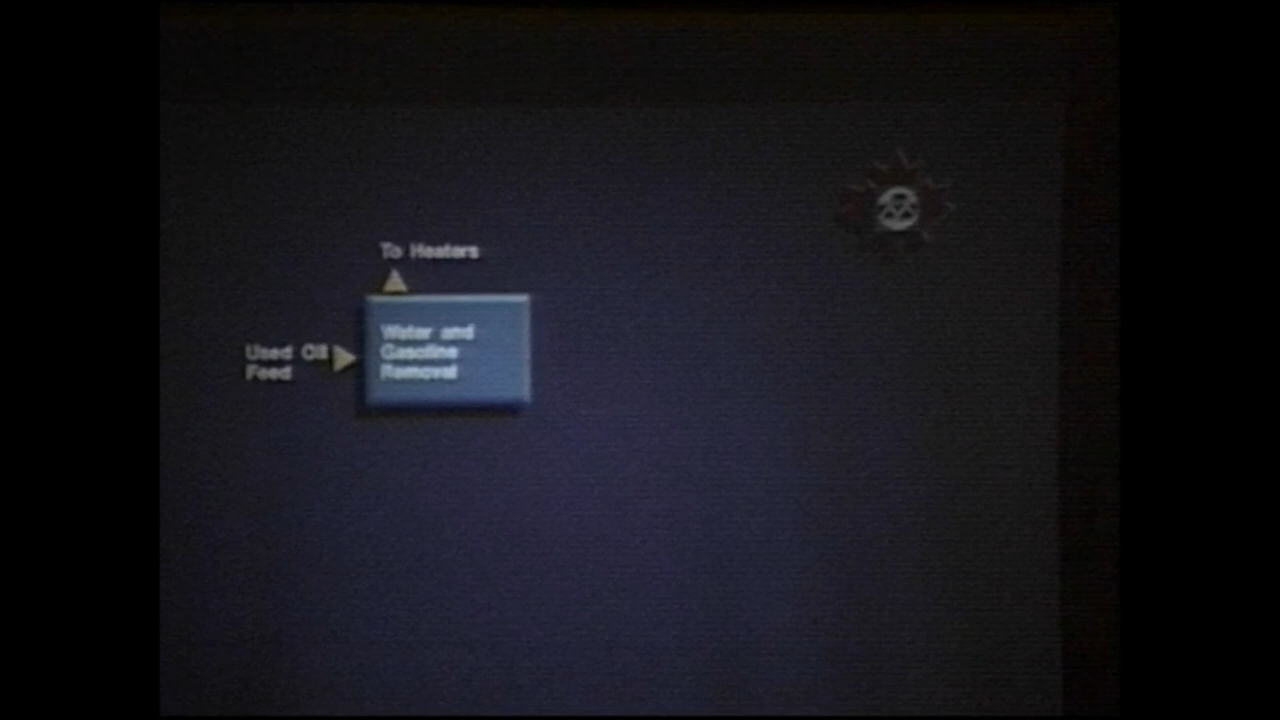 To Heaters
Water and
Gasoline
Removal
Used Oil
Feed